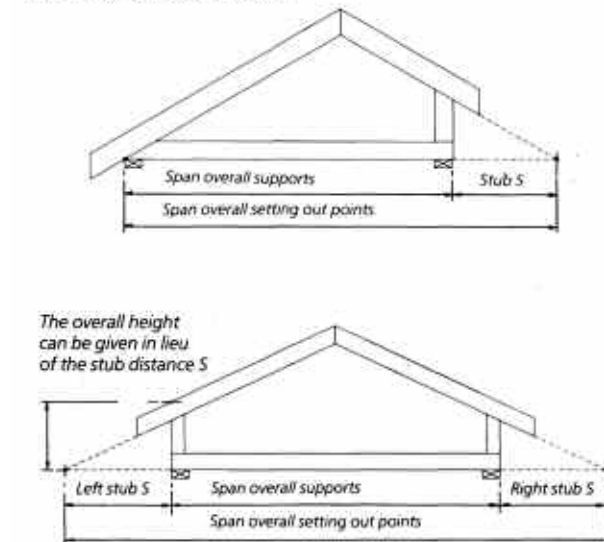 Span overall supports
Stub S
Span overall setting out points
The overall height
can be given in lieu
of the stub distance S
Left stub S
Span overall supports
Right stub S
Span overall setting out points